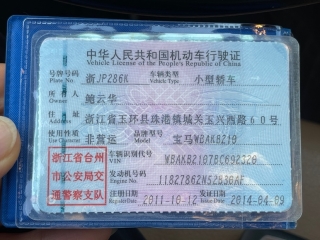 中华人民共和国机动车行驶证
Vehicle License of the People's Republic of China
号牌号码 浙JP286K 车辆类型 小型轿车
Plate No. Vehicle Type
所有人 鲍云华
Owner
住址 浙江省玉环县珠港镇城关玉兴西路60号
Address
使用性质 非营运 品牌型号 宝马WBAKB210
Use Character Model
浙江省台州 车辆识别代号
VIN
市公安局交 发动机号码
Engine No.
通警察支队 注册日期 2011-10-12 发证日期 2014-04-09
Register Date Issue Date